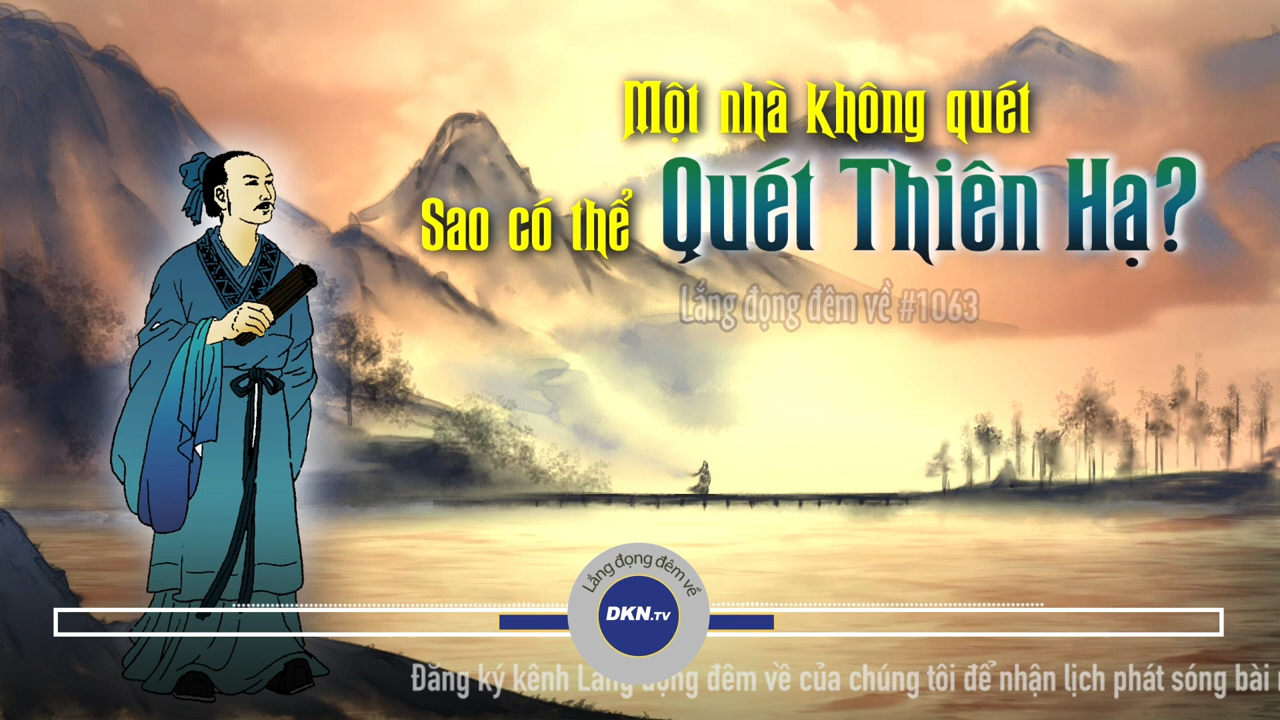 Một nhà không quét
Sao có thể Quét Thiên Hạ?
Lắng đọng đêm về #1063
Lắng đọng đêm về
DKN.TV
Đăng ký kênh Lắng đọng đêm về của chúng tôi để nhận lịch phát sóng bài